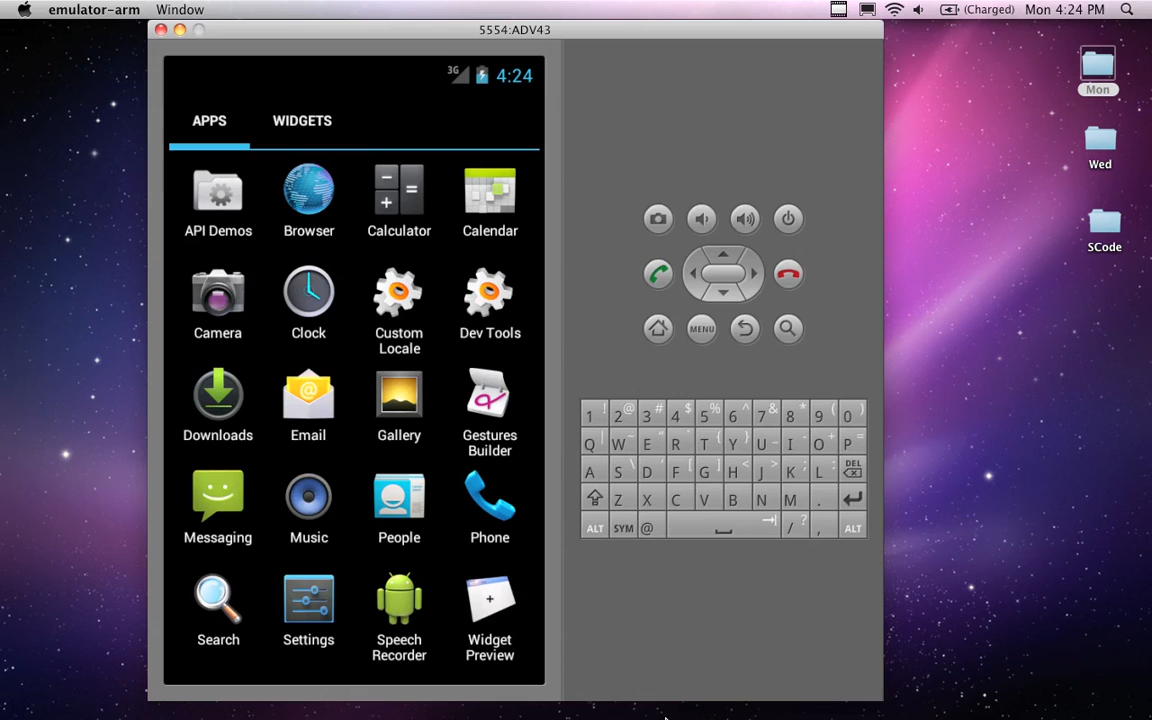 emulator-arm Window (Charged) Mon 4:24 PM
5554:ADV43
3G 4:24
APPS WIDGETS
API Demos Browser Calculator Calendar
Camera Clock Custom Locale Dev Tools
Downloads Email Gallery Gestures Builder
Messaging Music People Phone
Search Settings Speech Recorder Widget Preview
MENU
1 ! 2 @ 3 # 4 $ 5 % 6 ^ 7 & 8 * 9 ( 0 )
Q | W ~ E " R ` T { Y } U _ I - O + P =
A S \ D ' F [ G ] H < J > K ; L : DEL
Z X C V B N M .
ALT SYM @ / ? , ALT
Mon
Wed
SCode